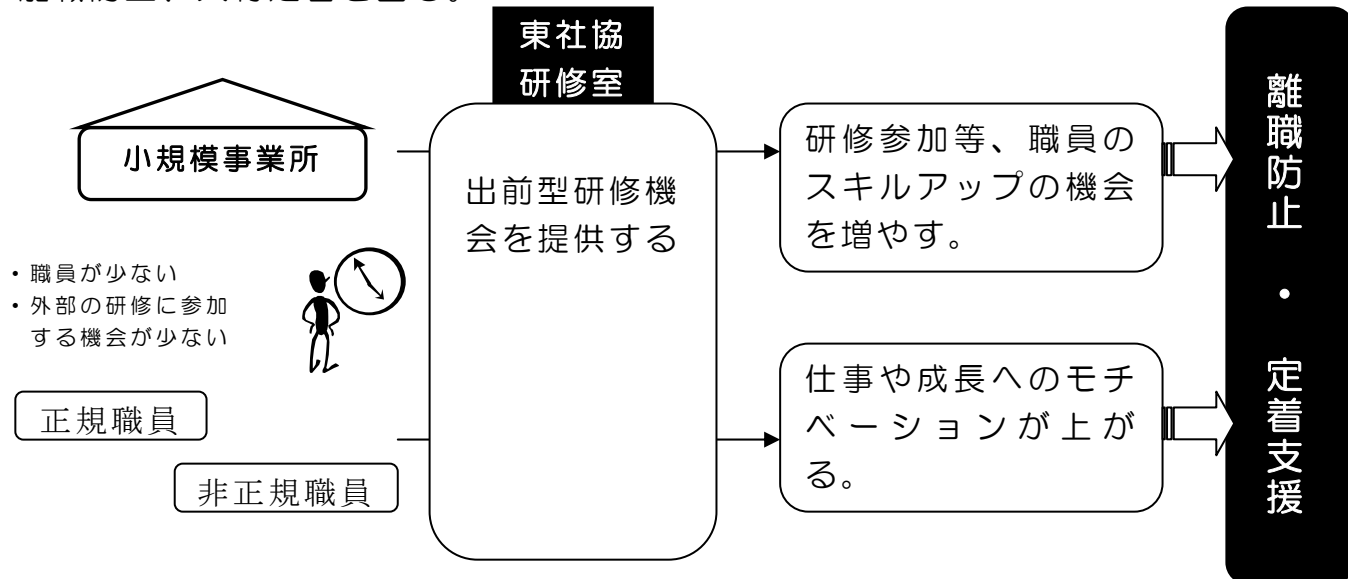 東社協
研修室
小規模事業所
・職員が少ない
・外部の研修に参加
する機会が少ない
正規職員
非正規職員
出前型研修機
会を提供する
研修参加等、職員の
スキルアップの機会
を増やす。
仕事や成長へのモチ
ベーションが上が
る。
離職防止・定着支援